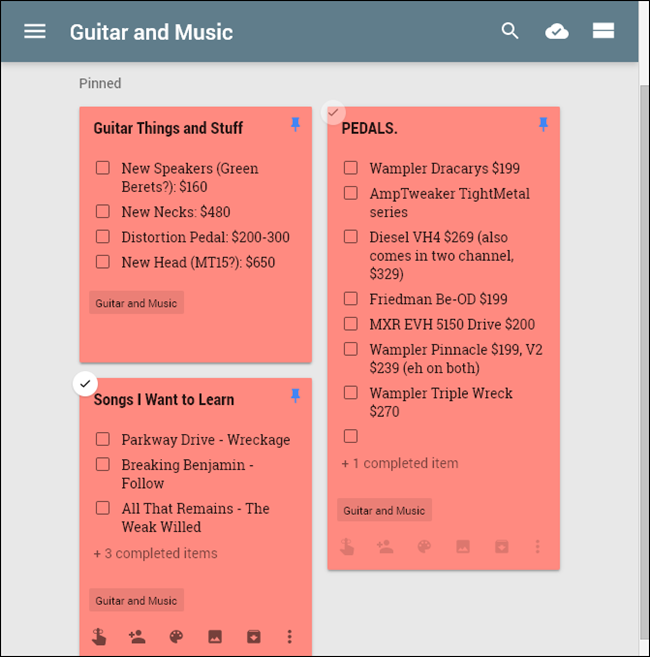 Guitar and Music
Pinned
Guitar Things and Stuff
New Speakers (Green
Berets?): $160
New Necks: $480
Distortion Pedal: $200-300
New Head (MT15?): $650
Guitar and Music
Songs I Want to Learn
Parkway Drive - Wreckage
Breaking Benjamin -
Follow
All That Remains - The
Weak Willed
+ 3 completed items
Guitar and Music
PEDALS.
Wampler Dracarys $199
AmpTweaker TightMetal
series
Diesel VH4 $269 (also
comes in two channel,
$329)
Friedman Be-OD $199
MXR EVH 5150 Drive $200
Wampler Pinnacle $199, V2
$239 (eh on both)
Wampler Triple Wreck
$270
+ 1 completed item
Guitar and Music